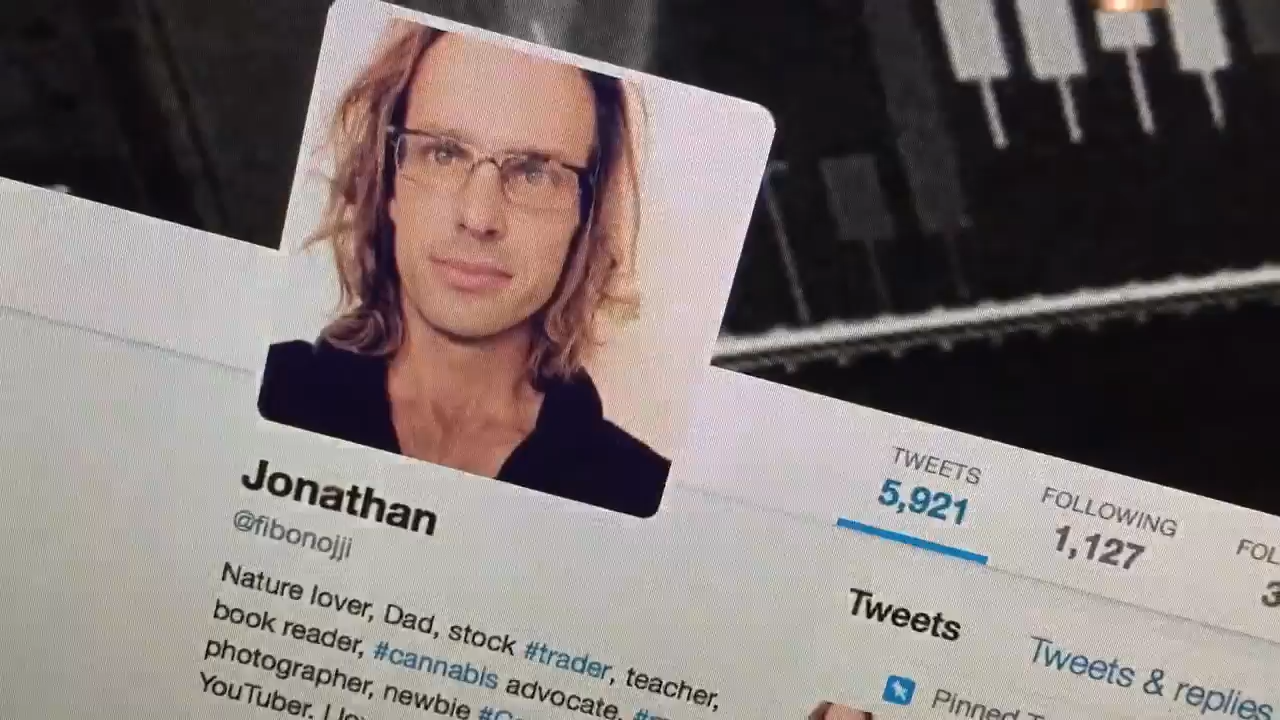 Jonathan
@fibonojji
Nature lover, Dad, stock #trader, teacher,
book reader, #cannabis advocate,
photographer, newbie
YouTuber. I
TWEETS
5,921
FOLLOWING
1,127
Tweets
Tweets & replies
Pinned